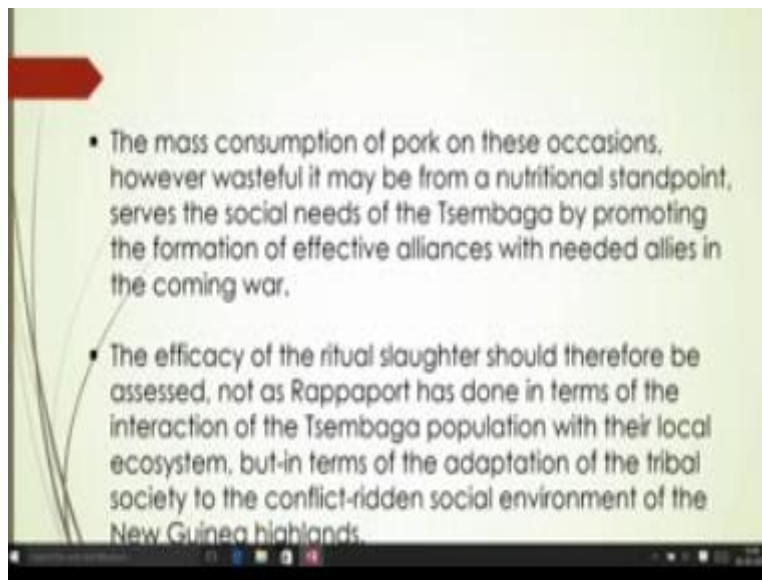 ▪ The mass consumption of pork on these occasions,
however wasteful it may be from a nutritional standpoint,
serves the social needs of the Tsembaga by promoting
the formation of effective alliances with needed allies in
the coming war.
▪ The efficacy of the ritual slaughter should therefore be
assessed, not as Rappaport has done in terms of the
interaction of the Tsembaga population with their local
ecosystem, but-in terms of the adaptation of the tribal
society to the conflict-ridden social environment of the
New Guinea highlands.